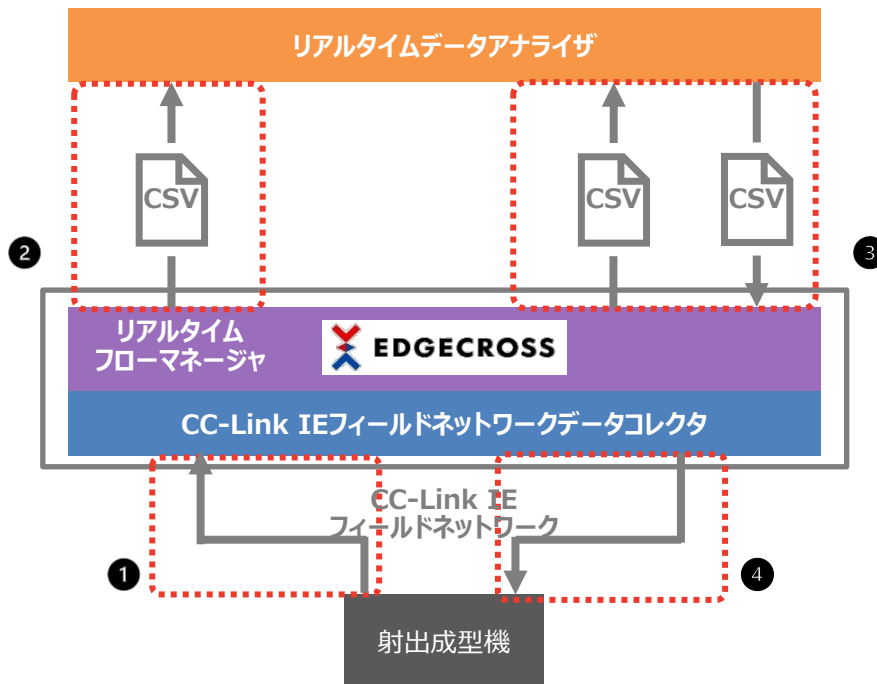 リアルタイムデータアナライザ
CSV
CSV
CSV
❷
❸
リアルタイム
フローマネージャ
EDGECROSS
CC-Link IEフィールドネットワークデータコレクタ
CC-Link IE
フィールドネットワーク
❶
❹
射出成型機